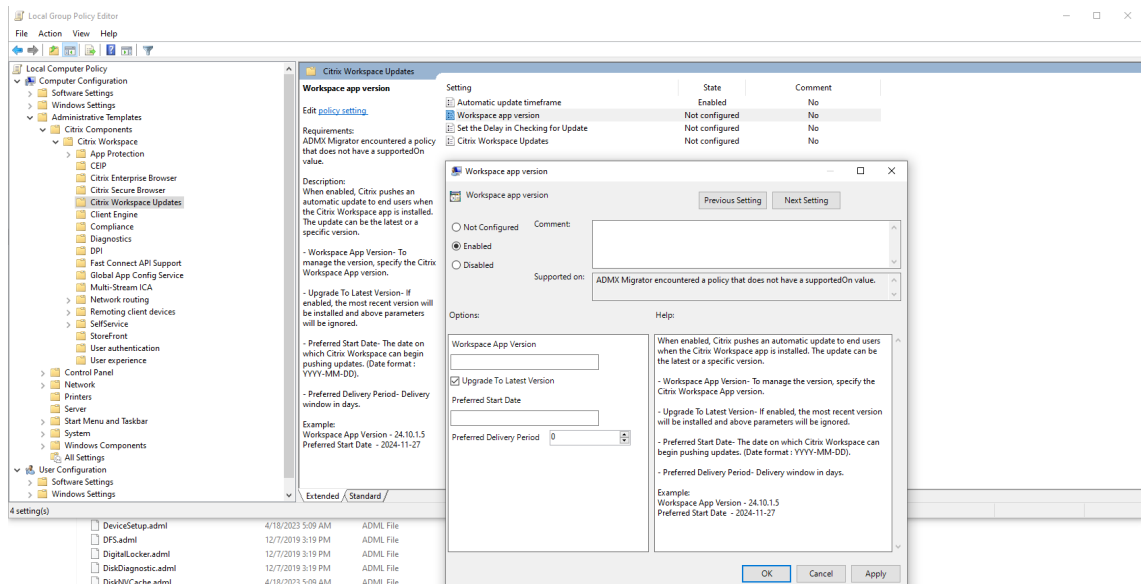 Local Group Policy Editor
File Action View Help
Local Computer Policy
Computer Configuration
Software Settings
Windows Settings
Administrative Templates
Citrix Components
Citrix Workspace
App Protection
CEIP
Citrix Enterprise Browser
Citrix Secure Browser
Citrix Workspace Updates
Client Engine
Compliance
Diagnostics
DPI
Fast Connect API Support
Global App Config Service
Multi-Stream ICA
Network routing
Remoting client devices
SelfService
StoreFront
User authentication
User experience
Control Panel
Network
Printers
Server
Start Menu and Taskbar
System
Windows Components
All Settings
User Configuration
Software Settings
Windows Settings
Citrix Workspace Updates
Workspace app version
Edit policy setting
Requirements:
ADMX Migrator encountered a policy
that does not have a supportedOn
value.
Description:
When enabled, Citrix pushes an
automatic update to end users when
the Citrix Workspace app is installed.
The update can be the latest or a
specific version.
- Workspace App Version- To
manage the version, specify the Citrix
Workspace App version.
- Upgrade To Latest Version- If
enabled, the most recent version will
be installed and above parameters
will be ignored.
- Preferred Start Date- The date on
which Citrix Workspace can begin
pushing updates. (Date format :
YYYY-MM-DD).
- Preferred Delivery Period- Delivery
window in days.
Example:
Workspace App Version - 24.10.1.5
Preferred Start Date - 2024-11-27
Setting State Comment
Automatic update timeframe Enabled No
Workspace app version Not configured No
Set the Delay in Checking for Update Not configured No
Citrix Workspace Updates Not configured No
Extended Standard
4 setting(s)
Workspace app version
Workspace app version
Previous Setting Next Setting
Not Configured Comment:
Enabled
Disabled
Supported on: ADMX Migrator encountered a policy that does not have a supportedOn value.
Options: Help:
Workspace App Version
Upgrade To Latest Version
Preferred Start Date
Preferred Delivery Period 0
When enabled, Citrix pushes an automatic update to end users
when the Citrix Workspace app is installed. The update can be
the latest or a specific version.
- Workspace App Version- To manage the version, specify the
Citrix Workspace App version.
- Upgrade To Latest Version- If enabled, the most recent version
will be installed and above parameters will be ignored.
- Preferred Start Date- The date on which Citrix Workspace can
begin pushing updates. (Date format : YYYY-MM-DD).
- Preferred Delivery Period- Delivery window in days.
Example:
Workspace App Version - 24.10.1.5
Preferred Start Date - 2024-11-27
OK Cancel Apply
DeviceSetup.adml 4/18/2023 5:09 AM ADML File
DFS.adml 12/7/2019 3:19 PM ADML File
DigitalLocker.adml 12/7/2019 3:19 PM ADML File
DiskDiagnostic.adml 12/7/2019 3:19 PM ADML File
DiskNVCache.adml 4/18/2023 5:09 AM ADML File